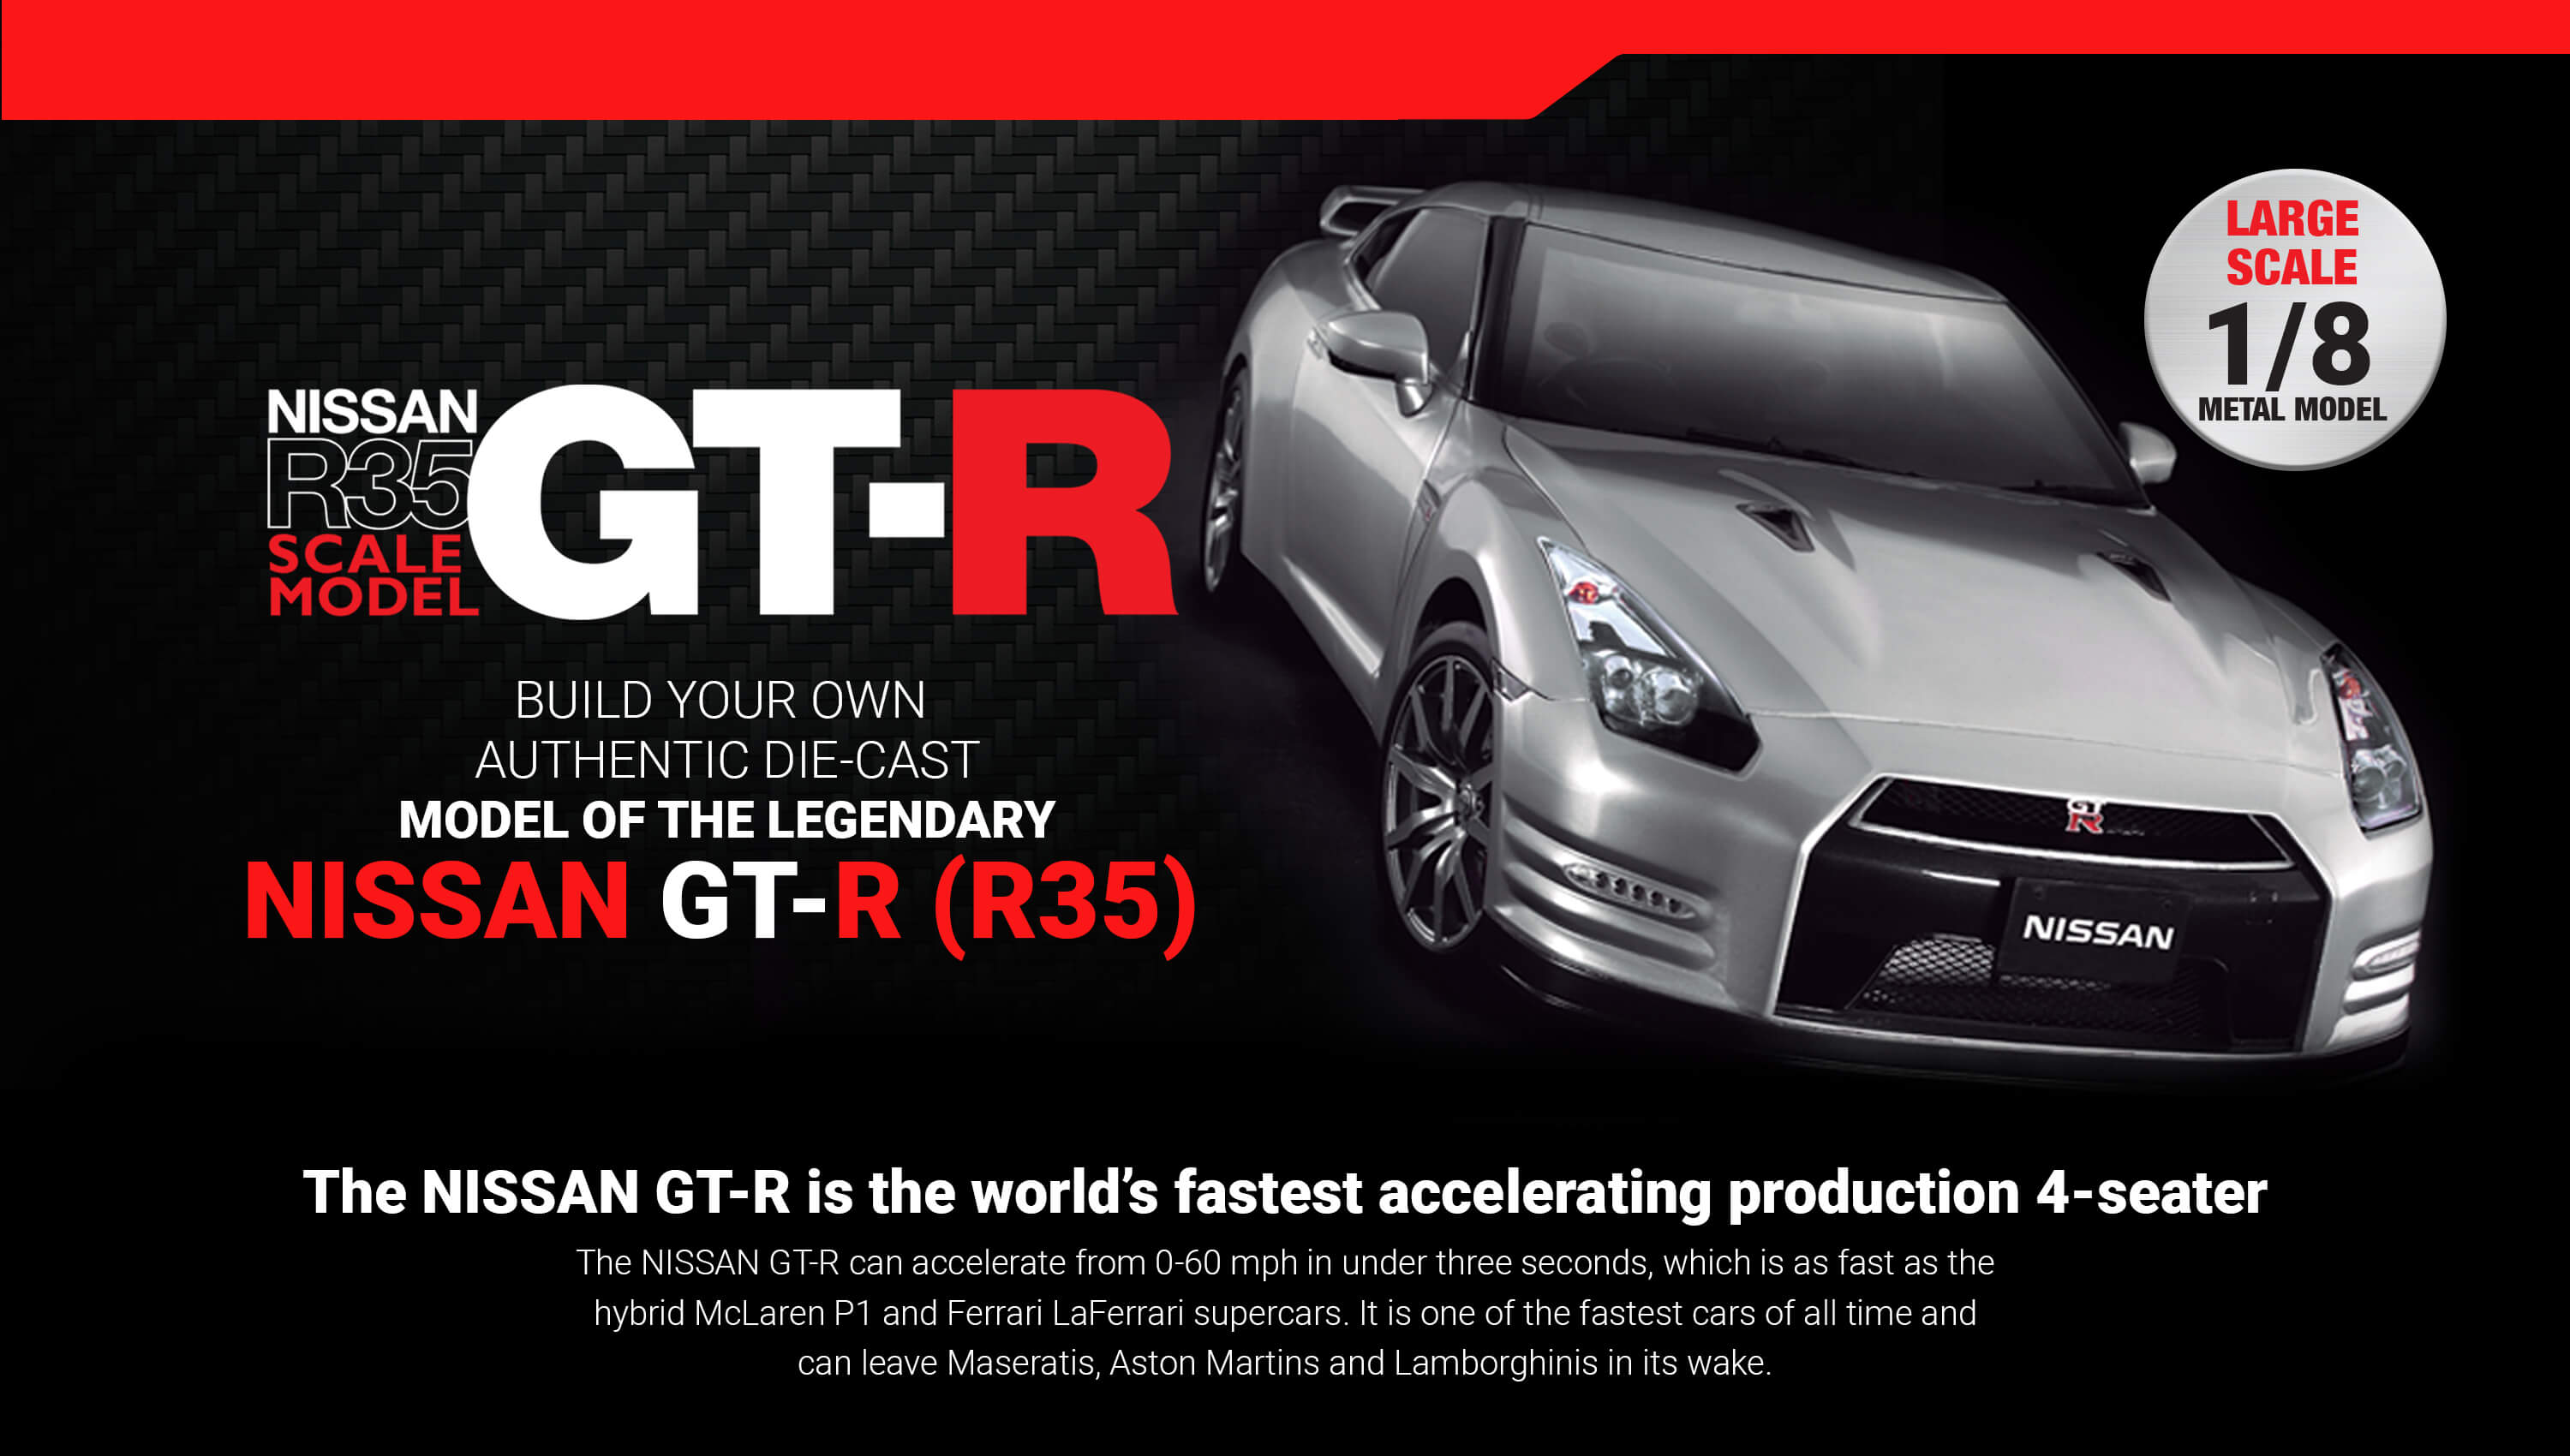 LARGE
SCALE
1/8
METAL MODEL
NISSAN
R35
SCALE
MODEL
GT-R
BUILD YOUR OWN
AUTHENTIC DIE-CAST
MODEL OF THE LEGENDARY
NISSAN GT-R (R35)
GT
R
NISSAN
The NISSAN GT-R is the world’s fastest accelerating production 4-seater
The NISSAN GT-R can accelerate from 0-60 mph in under three seconds, which is as fast as the
hybrid McLaren P1 and Ferrari LaFerrari supercars. It is one of the fastest cars of all time and
can leave Maseratis, Aston Martins and Lamborghinis in its wake.